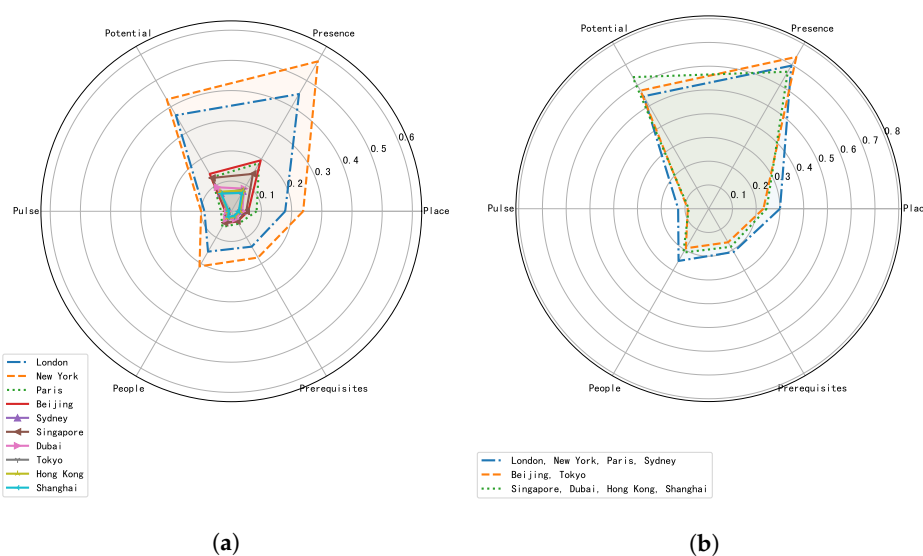 Potential
Presence
Pulse
Place
People
Prerequisites
0.1
0.2
0.3
0.4
0.5
0.6
London
New York
Paris
Beijing
Sydney
Singapore
Dubai
Tokyo
Hong Kong
Shanghai
(a)
Potential
Presence
Pulse
Plac
People
Prerequisites
0.1
0.2
0.3
0.4
0.5
0.6
0.7
0.8
London, New York, Paris, Sydney
Beijing, Tokyo
Singapore, Dubai, Hong Kong, Shanghai
(b)